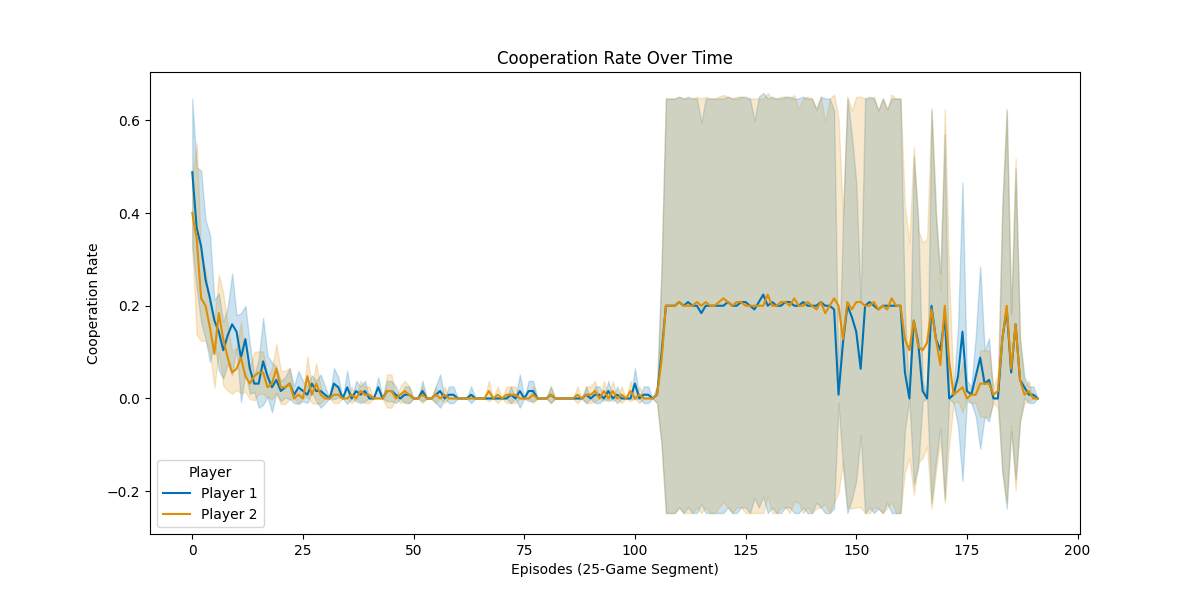 Cooperation Rate Over Time
Cooperation Rate
0.6
0.4
0.2
0.0
−0.2
Player
Player 1
Player 2
0 25 50 75 100 125 150 175 200
Episodes (25-Game Segment)